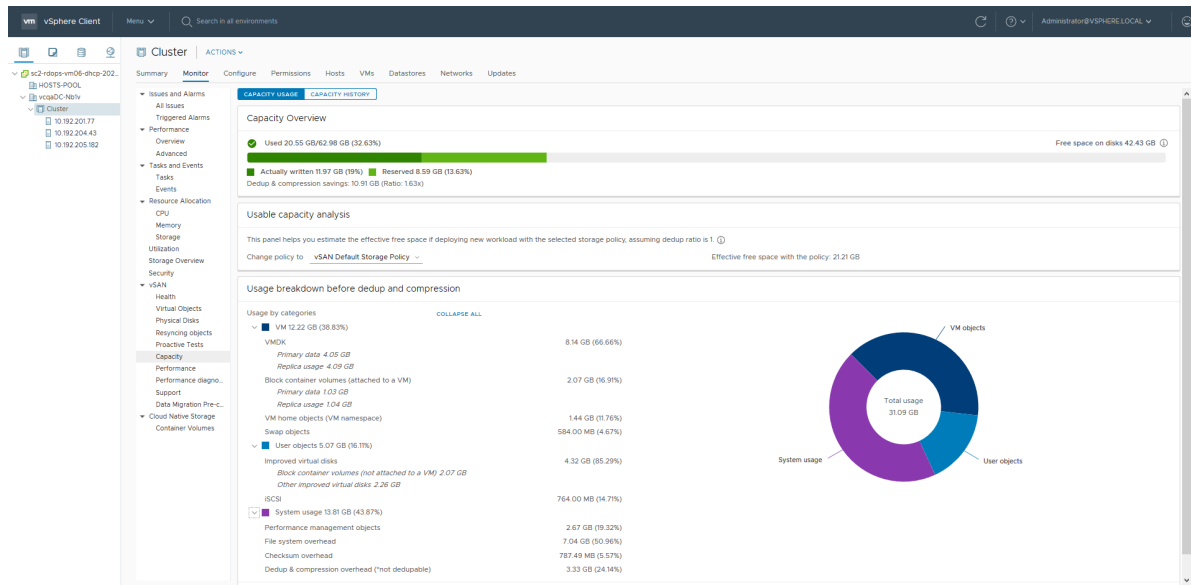 vm vSphere Client Menu Search in all environments Administrator@VSPHERE.LOCAL
sc2-rdops-vm06-dhcp-202...
HOSTS-POOL
vcqaDC-Nb1v
Cluster
10.192.201.77
10.192.204.43
10.192.205.182
Cluster ACTIONS
Summary Monitor Configure Permissions Hosts VMs Datastores Networks Updates
Issues and Alarms
All Issues
Triggered Alarms
Performance
Overview
Advanced
Tasks and Events
Tasks
Events
Resource Allocation
CPU
Memory
Storage
Utilization
Storage Overview
Security
vSAN
Health
Virtual Objects
Physical Disks
Resyncing objects
Proactive Tests
Capacity
Performance
Performance diagno...
Support
Data Migration Pre-c...
Cloud Native Storage
Container Volumes
CAPACITY USAGE CAPACITY HISTORY
Capacity Overview
Used 20.55 GB/62.98 GB (32.63%) Free space on disks 42.43 GB
Actually written 11.97 GB (19%) Reserved 8.59 GB (13.63%)
Dedup & compression savings: 10.91 GB (Ratio: 1.63x)
Usable capacity analysis
This panel helps you estimate the effective free space if deploying new workload with the selected storage policy, assuming dedup ratio is 1.
Change policy to vSAN Default Storage Policy Effective free space with the policy: 21.21 GB
Usage breakdown before dedup and compression
Usage by categories COLLAPSE ALL
VM 12.22 GB (38.83%)
VMDK 8.14 GB (66.66%)
Primary data 4.05 GB
Replica usage 4.09 GB
Block container volumes (attached to a VM) 2.07 GB (16.91%)
Primary data 1.03 GB
Replica usage 1.04 GB
VM home objects (VM namespace) 1.44 GB (11.76%)
Swap objects 584.00 MB (4.67%)
User objects 5.07 GB (16.11%)
Improved virtual disks 4.32 GB (85.29%)
Block container volumes (not attached to a VM) 2.07 GB
Other improved virtual disks 2.26 GB
iSCSI 764.00 MB (14.71%)
System usage 13.81 GB (43.87%)
Performance management objects 2.67 GB (19.32%)
File system overhead 7.04 GB (50.96%)
Checksum overhead 787.49 MB (5.57%)
Dedup & compression overhead (*not dedupable) 3.33 GB (24.14%)
VM objects
Total usage
31.09 GB
System usage
User objects